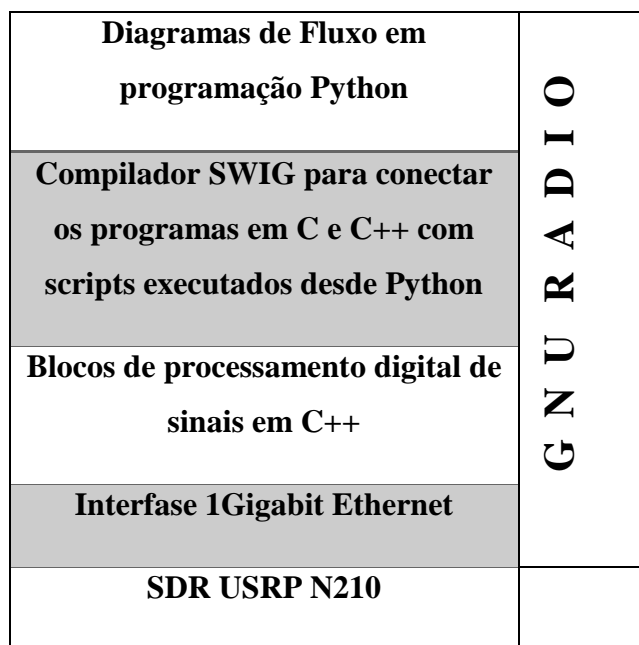 Diagramas de Fluxo em
programação Python
Compilador SWIG para conectar
os programas em C e C++ com
scripts executados desde Python
Blocos de processamento digital de
sinais em C++
Interfase 1Gigabit Ethernet
SDR USRP N210
G N U R A D I O